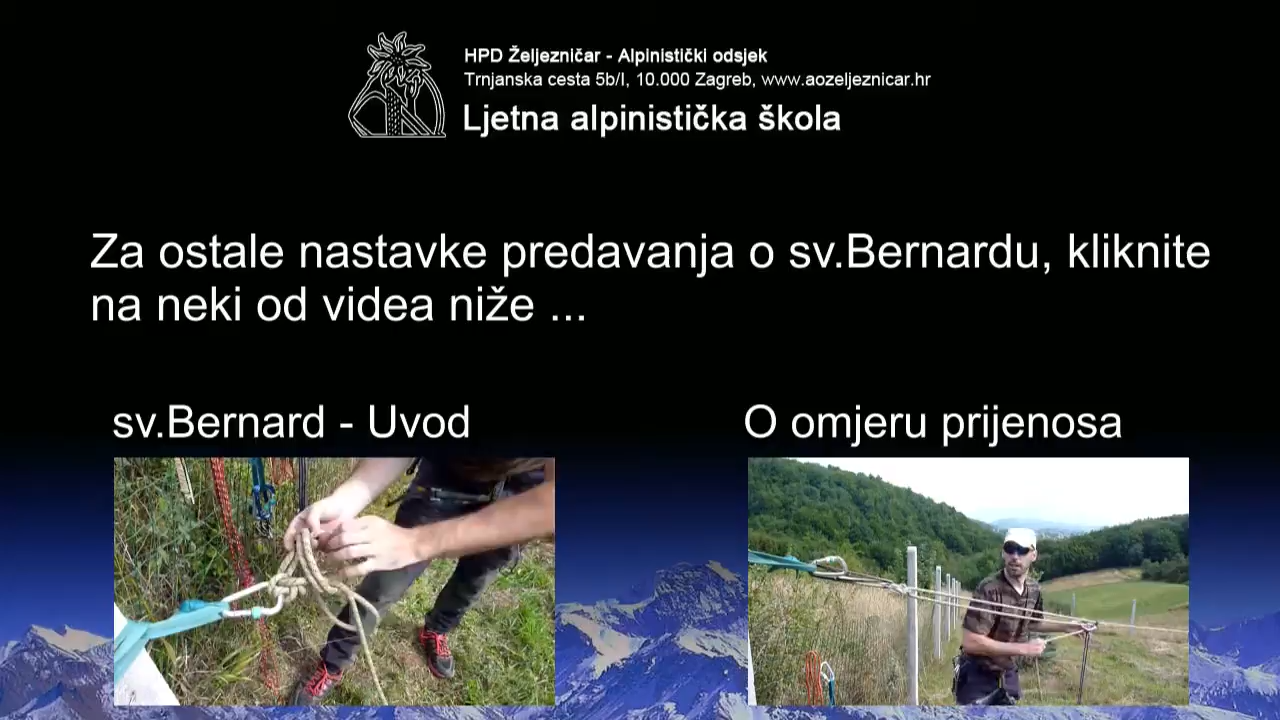 HPD Željezničar - Alpinistički odsjek
Trnjanska cesta 5b/I, 10.000 Zagreb, www.aozeljeznicar.hr
Ljetna alpinistička škola
Za ostale nastavke predavanja o sv.Bernardu, kliknite
na neki od videa niže ...
sv.Bernard - Uvod
O omjeru prijenosa